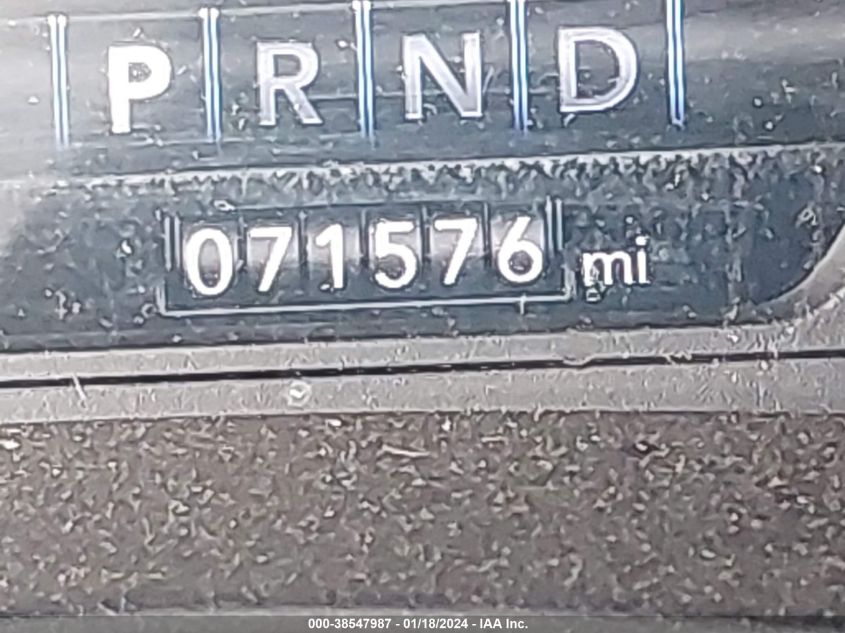 P R N D
071576 mi
000-38547987 - 01/18/2024 - IAA Inc.